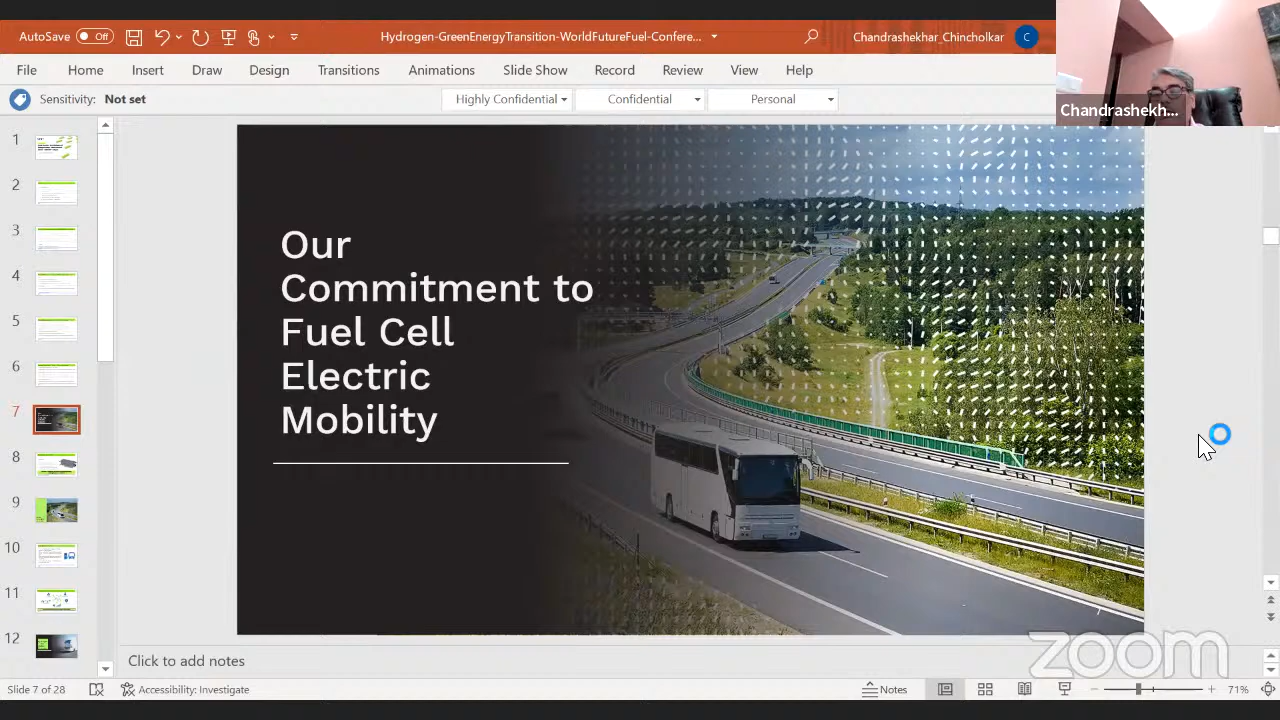 AutoSave Off
Hydrogen-GreenEnergyTransition-WorldFutureFuel-Confere...
Chandrashekhar_Chincholkar C
File Home Insert Draw Design Transitions Animations Slide Show Record Review View Help
Sensitivity: Not set
Highly Confidential Confidential Personal
Chandrashekh...
1
2
3
4
5
6
7
8
9
10
11
12
Our
Commitment to
Fuel Cell
Electric
Mobility
7
Click to add notes
zoom
Slide 7 of 28 Accessibility: Investigate Notes 71%